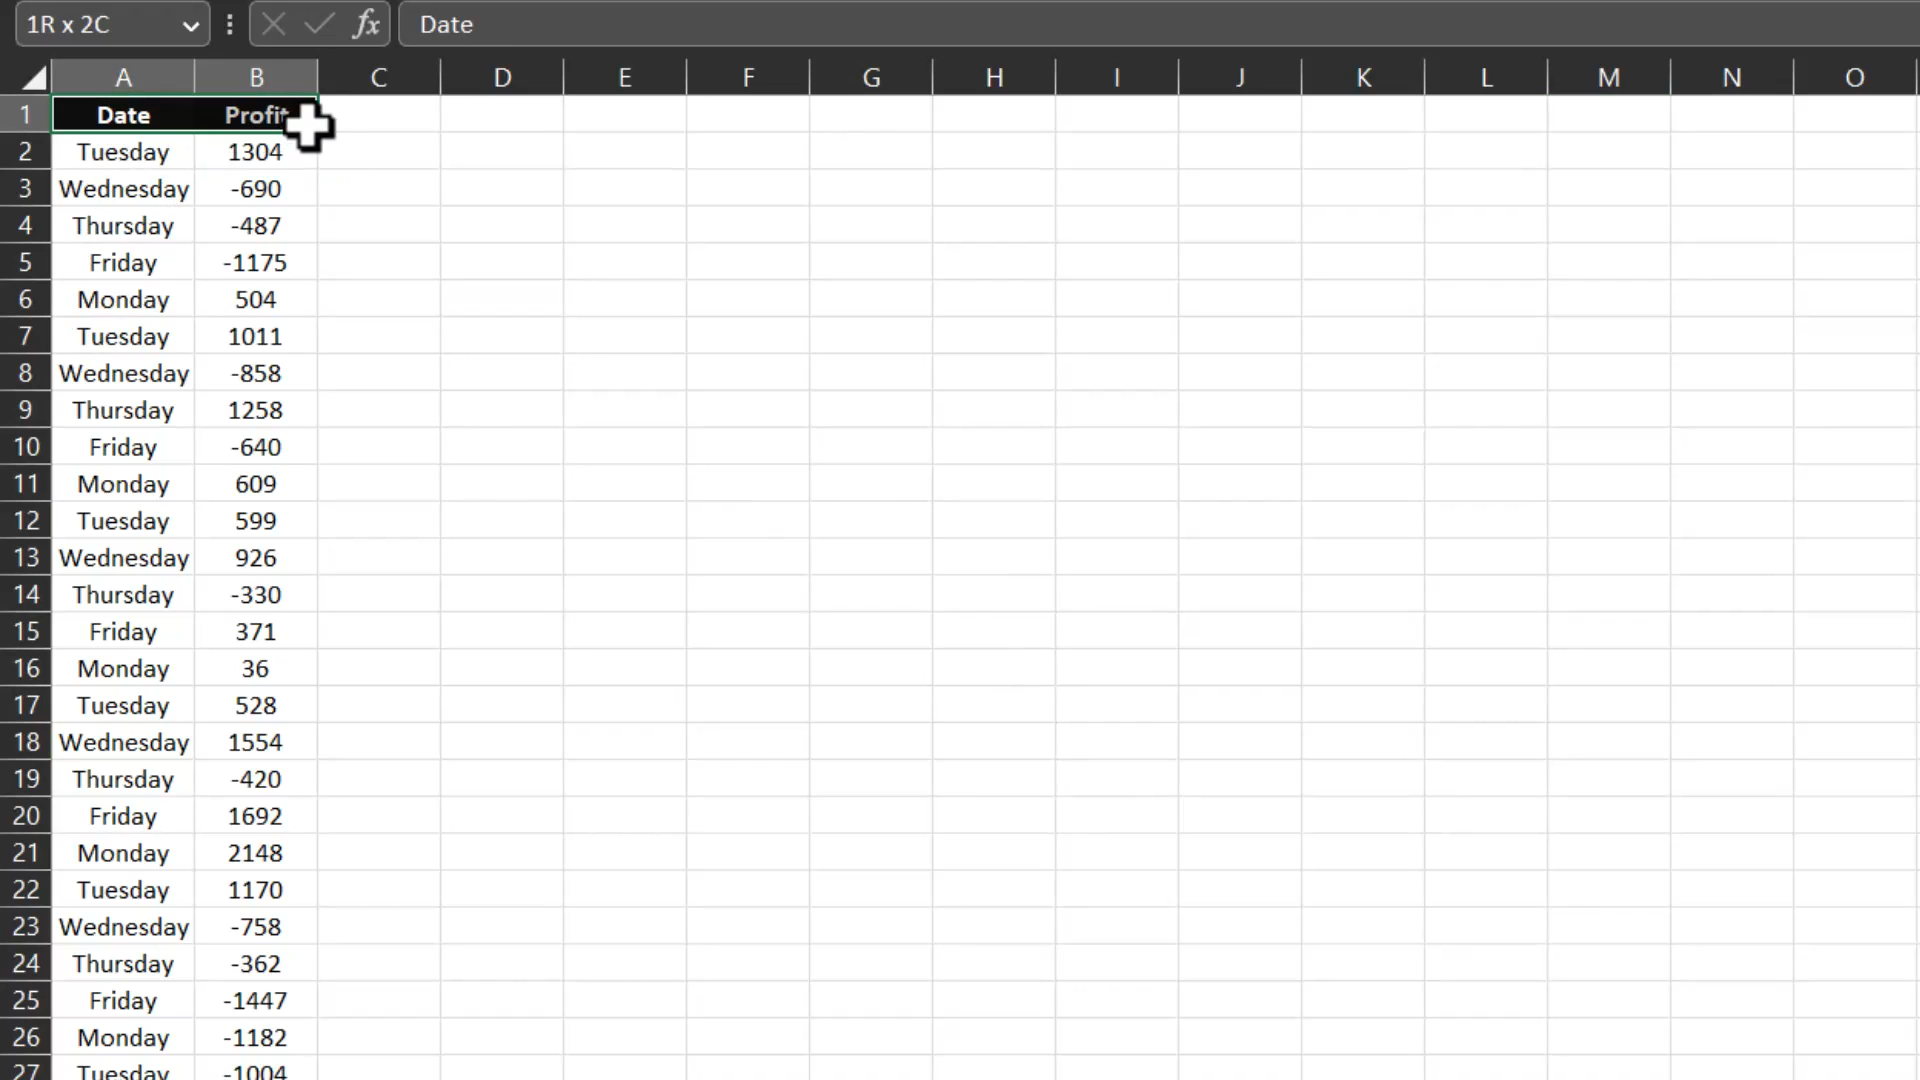 1R x 2C fx Date
A B C D E F G H I J K L M N O
1 Date Profit
2 Tuesday 1304
3 Wednesday -690
4 Thursday -487
5 Friday -1175
6 Monday 504
7 Tuesday 1011
8 Wednesday -858
9 Thursday 1258
10 Friday -640
11 Monday 609
12 Tuesday 599
13 Wednesday 926
14 Thursday -330
15 Friday 371
16 Monday 36
17 Tuesday 528
18 Wednesday 1554
19 Thursday -420
20 Friday 1692
21 Monday 2148
22 Tuesday 1170
23 Wednesday -758
24 Thursday -362
25 Friday -1447
26 Monday -1182
27 Tuesday -1004